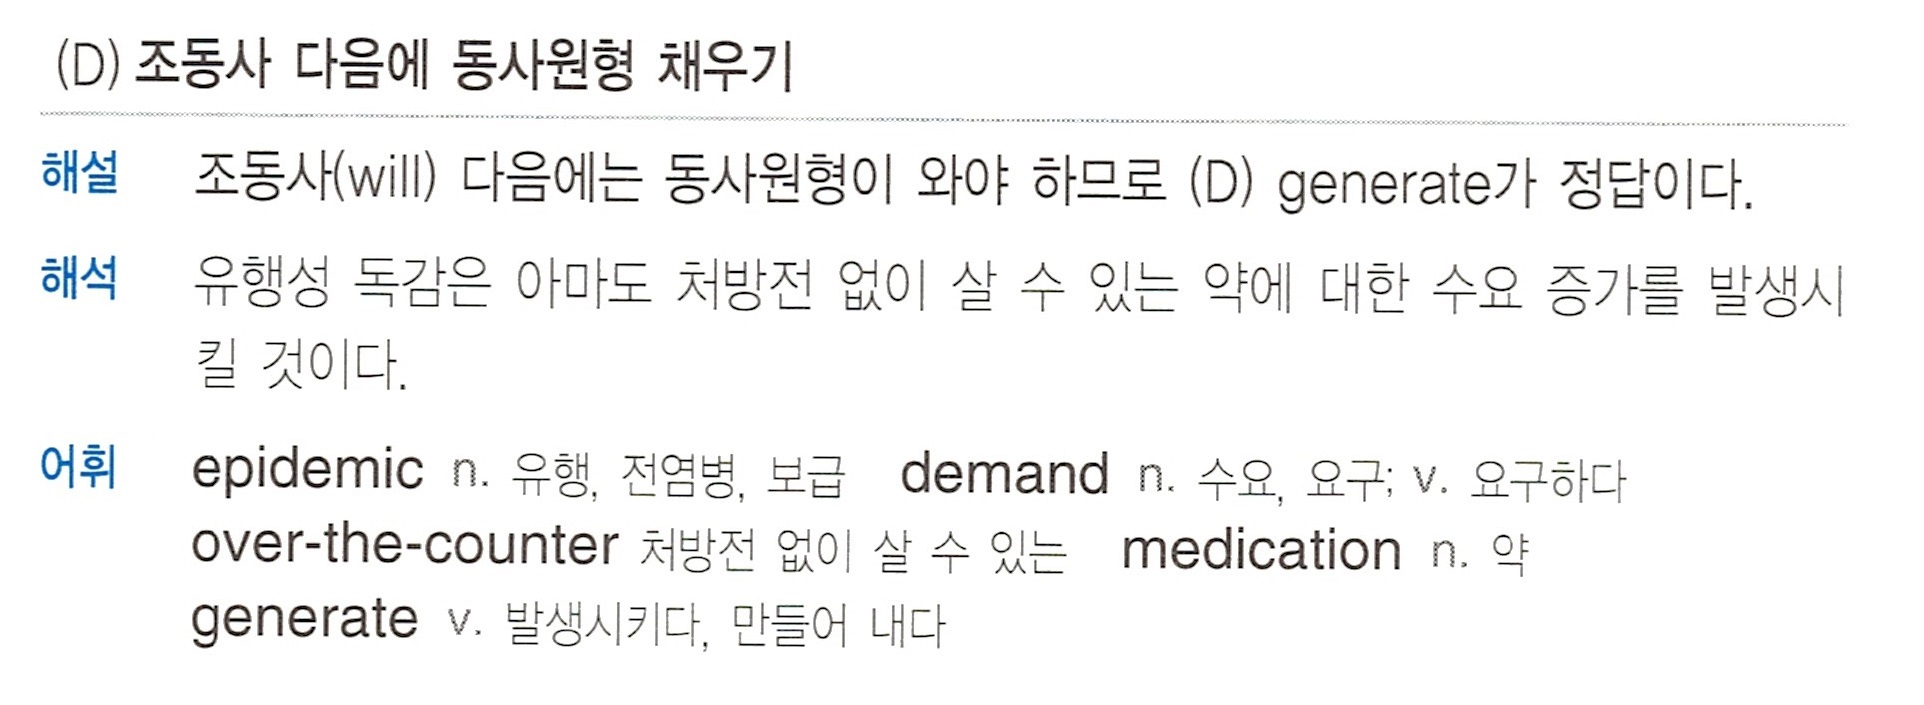 (D) 조동사 다음에 동사원형 채우기
해설 조동사(will) 다음에는 동사원형이 와야 하므로 (D) generate가 정답이다.
해석 유행성 독감은 아마도 처방전 없이 살 수 있는 약에 대한 수요 증가를 발생시
킬 것이다.
어휘 epidemic n. 유행, 전염병, 보급 demand n. 수요, 요구; v. 요구하다
over-the-counter 처방전 없이 살 수 있는 medication n. 약
generate v. 발생시키다, 만들어 내다